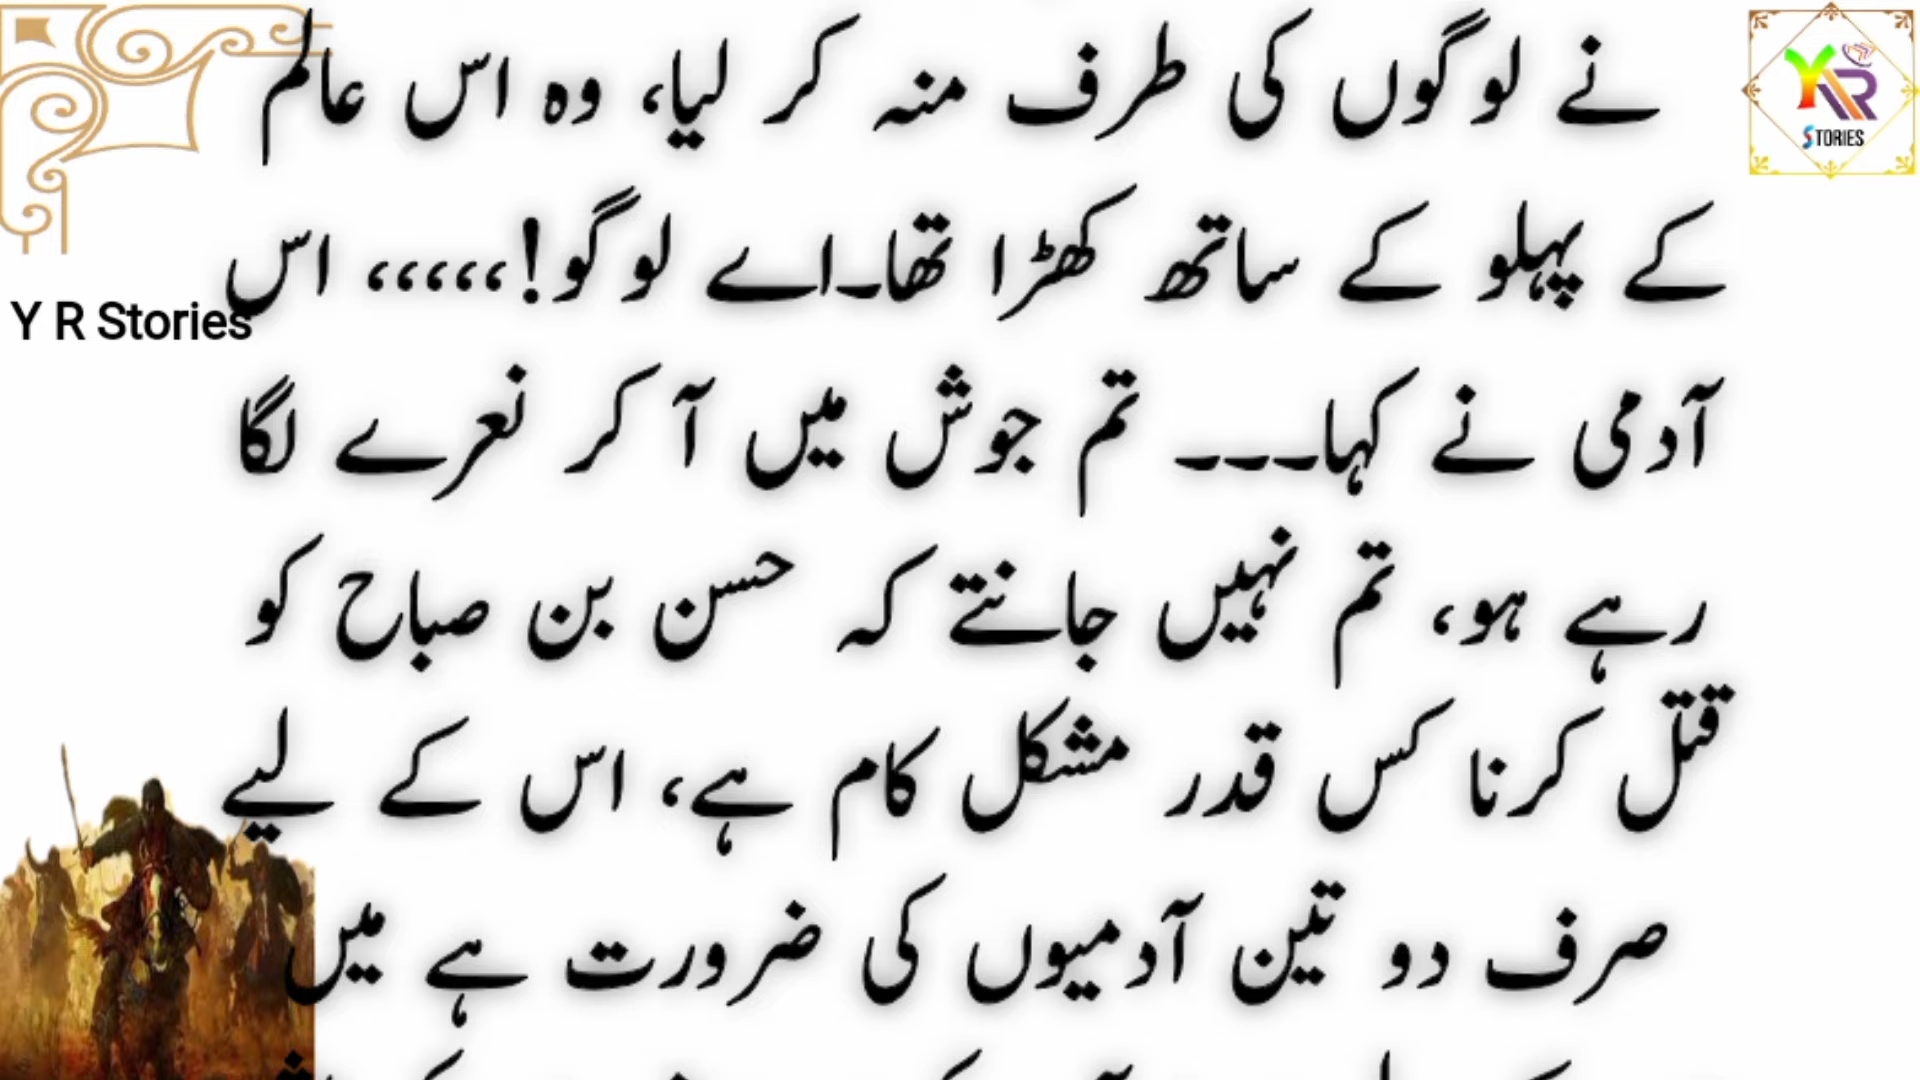 نے لوگوں کی طرف منہ کر لیا، وہ اس عالم
کے پہلو کے ساتھ کھڑا تھا۔اے لوگو!،،،،،، اس
آدمی نے کہا۔۔۔ تم جوش میں آ کر نعرے لگا
رہے ہو، تم نہیں جانتے کہ حسن بن صباح کو
قتل کرنا کس قدر مشکل کام ہے، اس کے لیے
صرف دو تین آدمیوں کی ضرورت ہے میں
YR
STORIES
Y R Stories